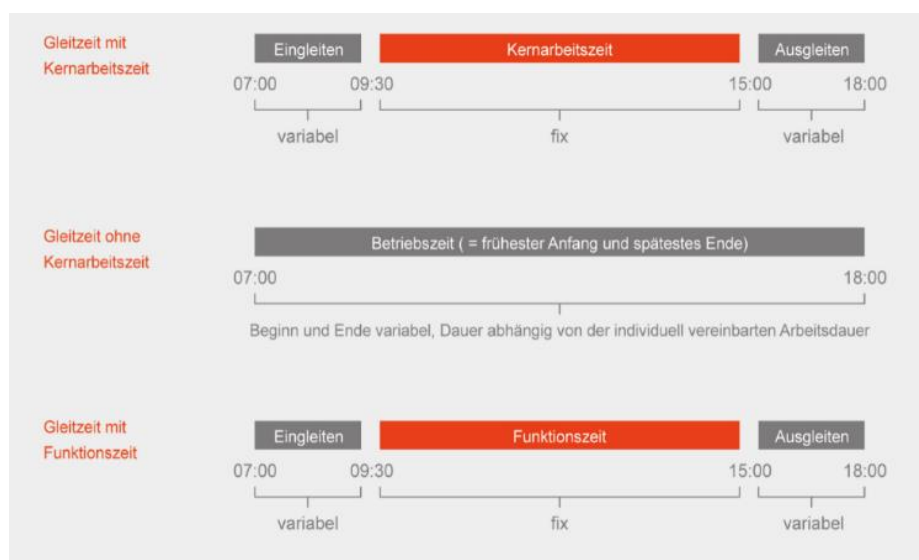 Gleitzeit mit
Kernarbeitszeit
Eingleiten Kernarbeitszeit Ausgleiten
07:00 09:30 15:00 18:00
variabel fix variabel
Gleitzeit ohne
Kernarbeitszeit
Betriebszeit ( = frühester Anfang und spätestes Ende)
07:00 18:00
Beginn und Ende variabel, Dauer abhängig von der individuell vereinbarten Arbeitsdauer
Gleitzeit mit
Funktionszeit
Eingleiten Funktionszeit Ausgleiten
07:00 09:30 15:00 18:00
variabel fix variabel